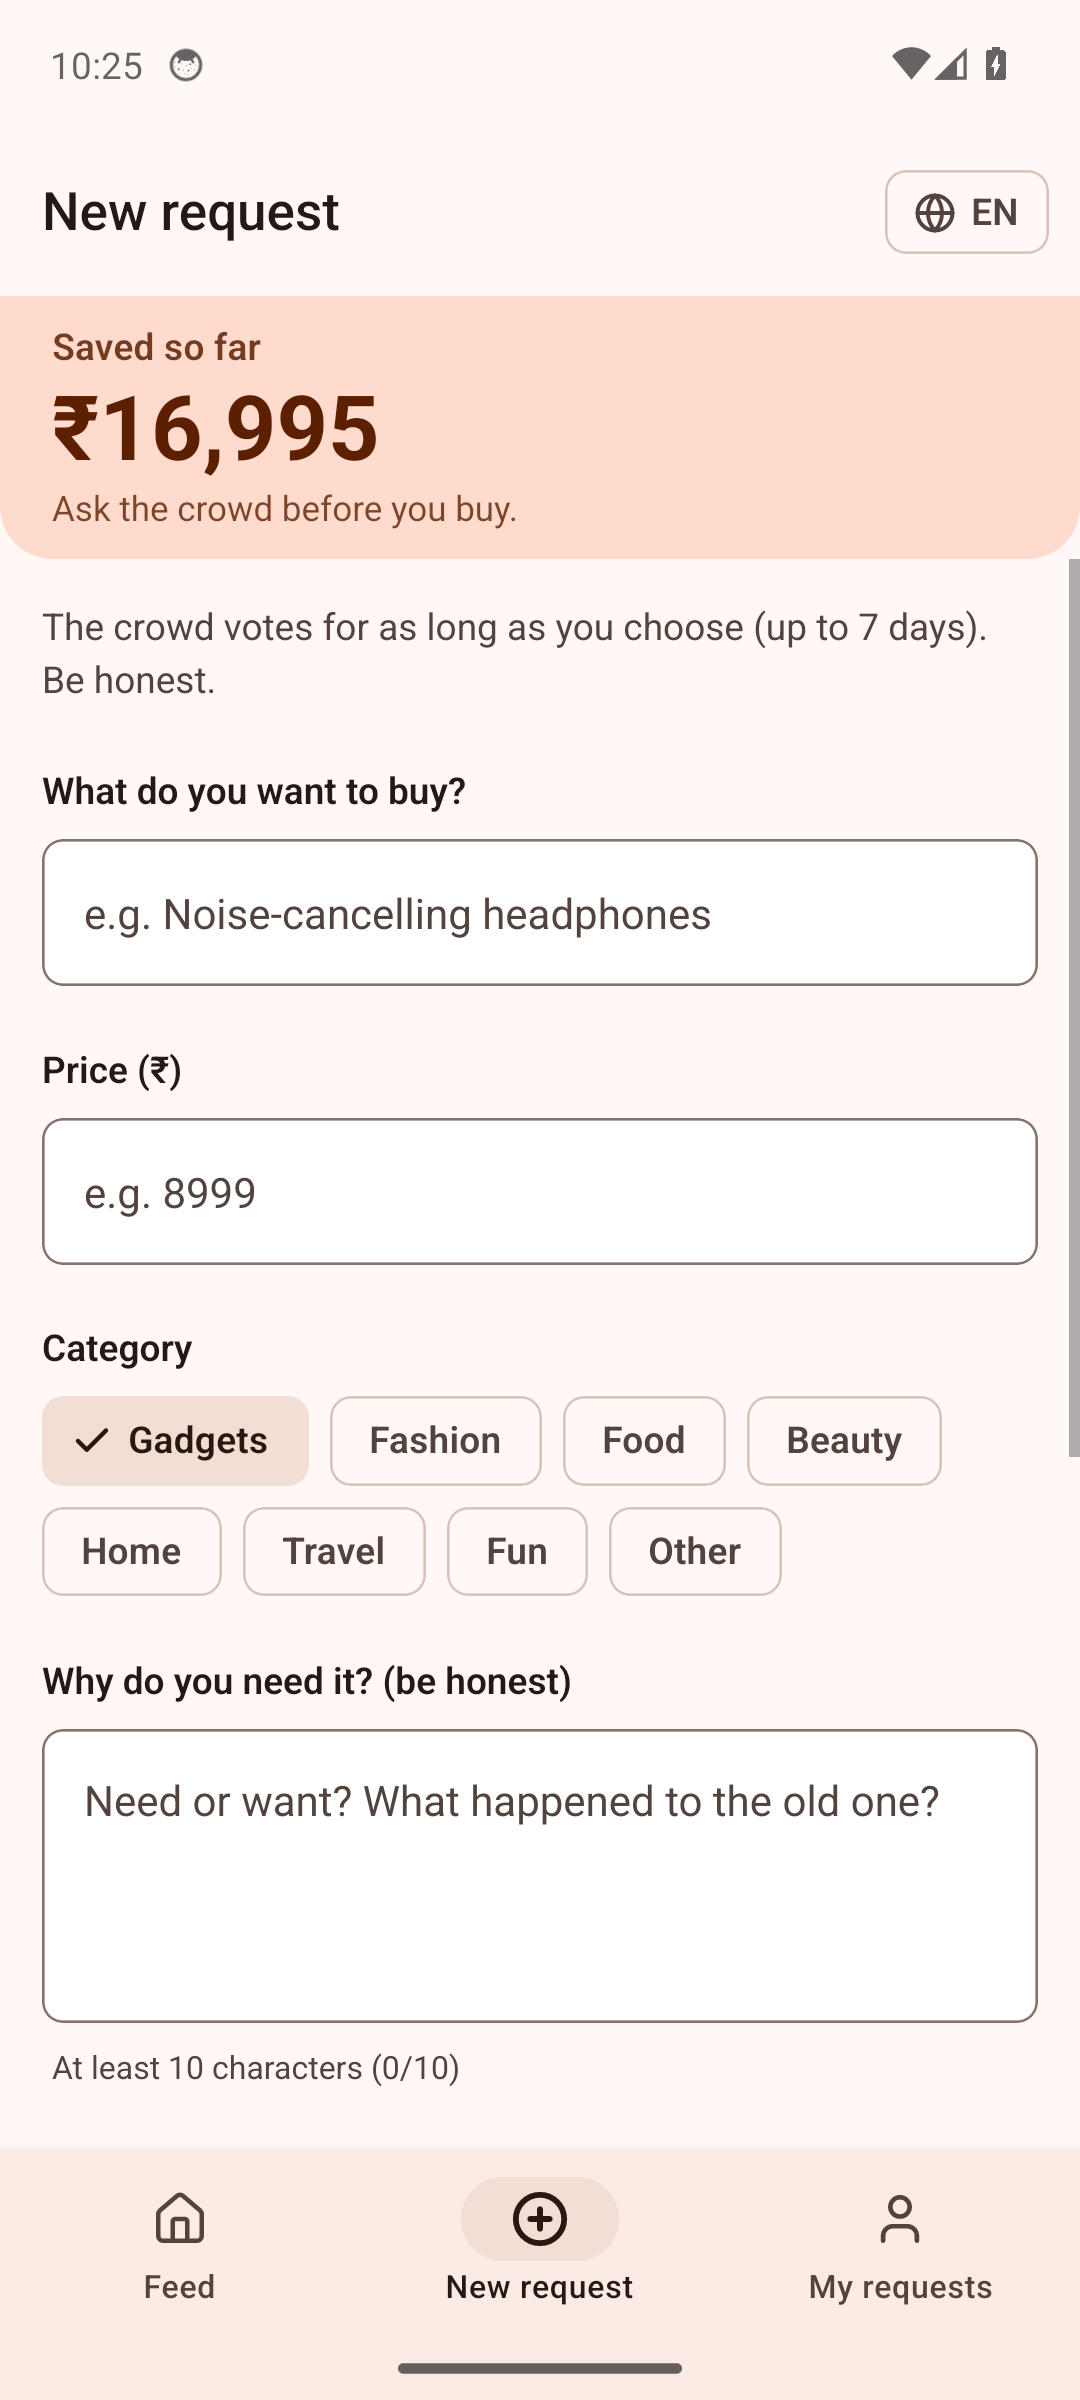 10:25
New request
EN
Saved so far
₹16,995
Ask the crowd before you buy.
The crowd votes for as long as you choose (up to 7 days).
Be honest.
What do you want to buy?
e.g. Noise-cancelling headphones
Price (₹)
e.g. 8999
Category
Gadgets Fashion Food Beauty
Home Travel Fun Other
Why do you need it? (be honest)
Need or want? What happened to the old one?
At least 10 characters (0/10)
Feed New request My requests